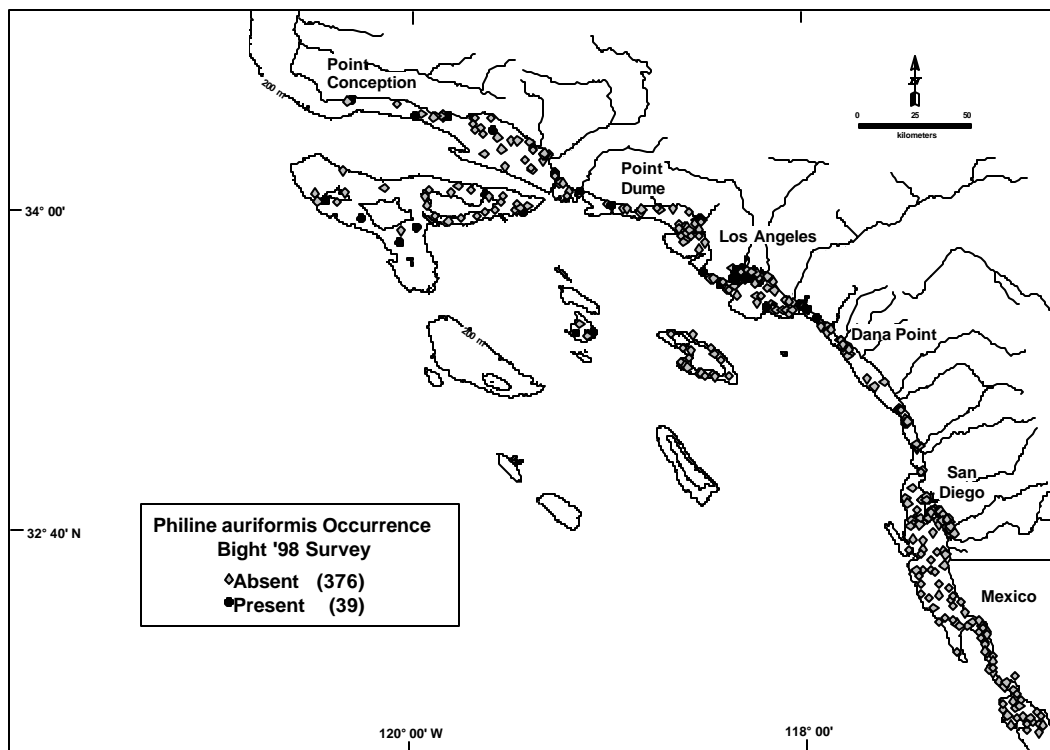 Point
Conception
200 m
0 25 50
kilometers
Point
Dume
34° 00'
Los Angeles
200 m
Dana Point
San
Diego
32° 40' N
Philine auriformis Occurrence
Bight '98 Survey
Absent (376)
Present (39)
Mexico
120° 00' W
118° 00'